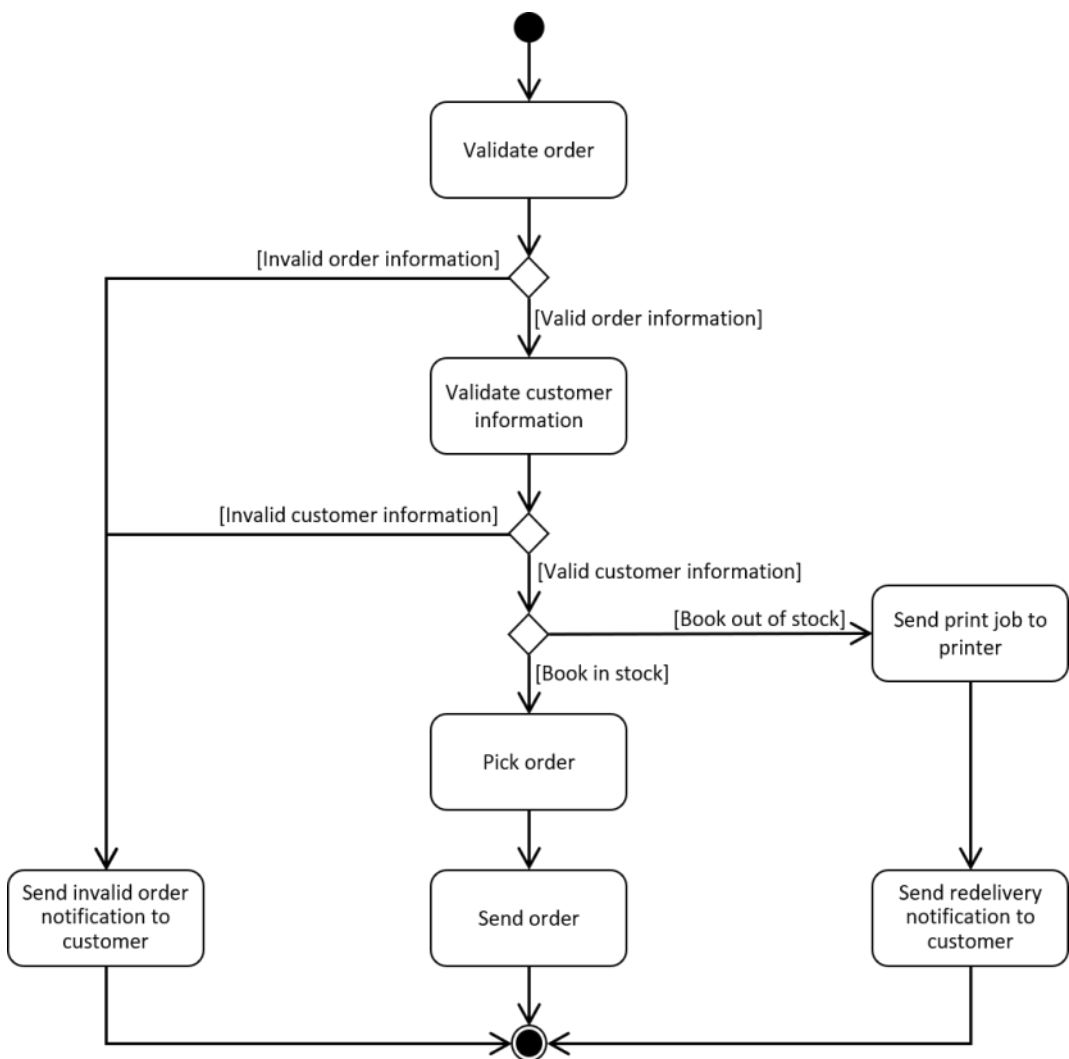 Validate order
[Invalid order information]
[Valid order information]
Validate customer
information
[Invalid customer information]
[Valid customer information]
[Book out of stock]
Send print job to
printer
[Book in stock]
Pick order
Send invalid order
notification to
customer
Send order
Send redelivery
notification to
customer